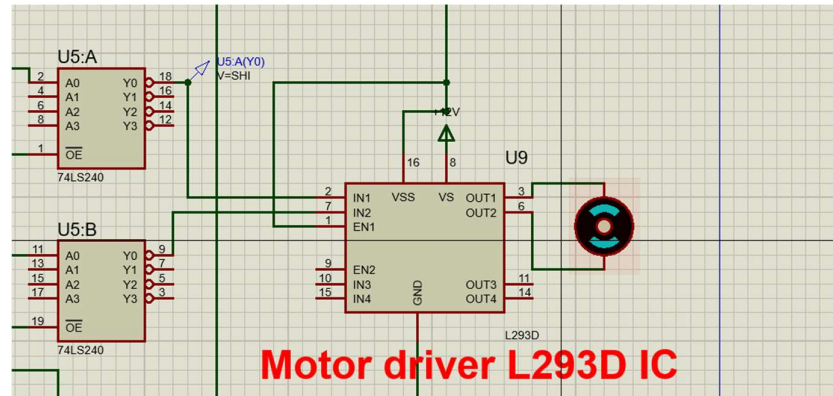 U5:A
2 A0 Y0 18
4 A1 Y1 16
6 A2 Y2 14
8 A3 Y3 12
1 OE
74LS240
U5:A(Y0)
V=SHI
U5:B
11 A0 Y0 9
13 A1 Y1 7
15 A2 Y2 5
17 A3 Y3 3
19 OE
74LS240
+12V
16 8
U9
VSS VS
2 IN1 OUT1 3
7 IN2 OUT2 6
1 EN1
9 EN2
10 IN3 OUT3 11
15 IN4 OUT4 14
GND
L293D
Motor driver L293D IC